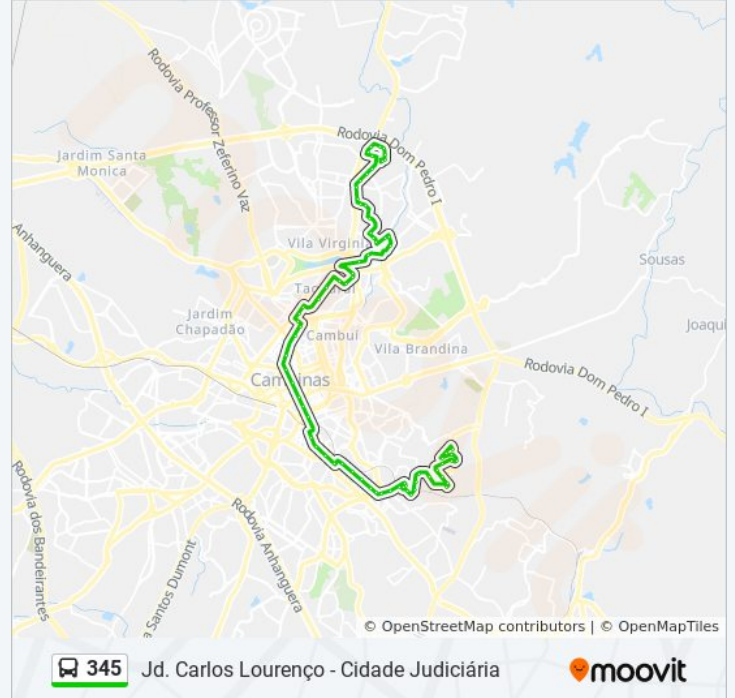 Rodovia Professor Zeferino Vaz
Rodovia Dom Pedro I
Jardim Santa
Monica
Anhanguera
Vila Virginia
Sousas
Jardim
Chapadão
Cambuí
Joaqui
Vila Brandina
Campinas
Rodovia Dom Pedro I
Rodovia dos Bandeirantes
Rodovia Anhanguera
a Santos Dumont
© OpenStreetMap contributors | © OpenMapTiles
345 Jd. Carlos Lourenço - Cidade Judiciária
moovit